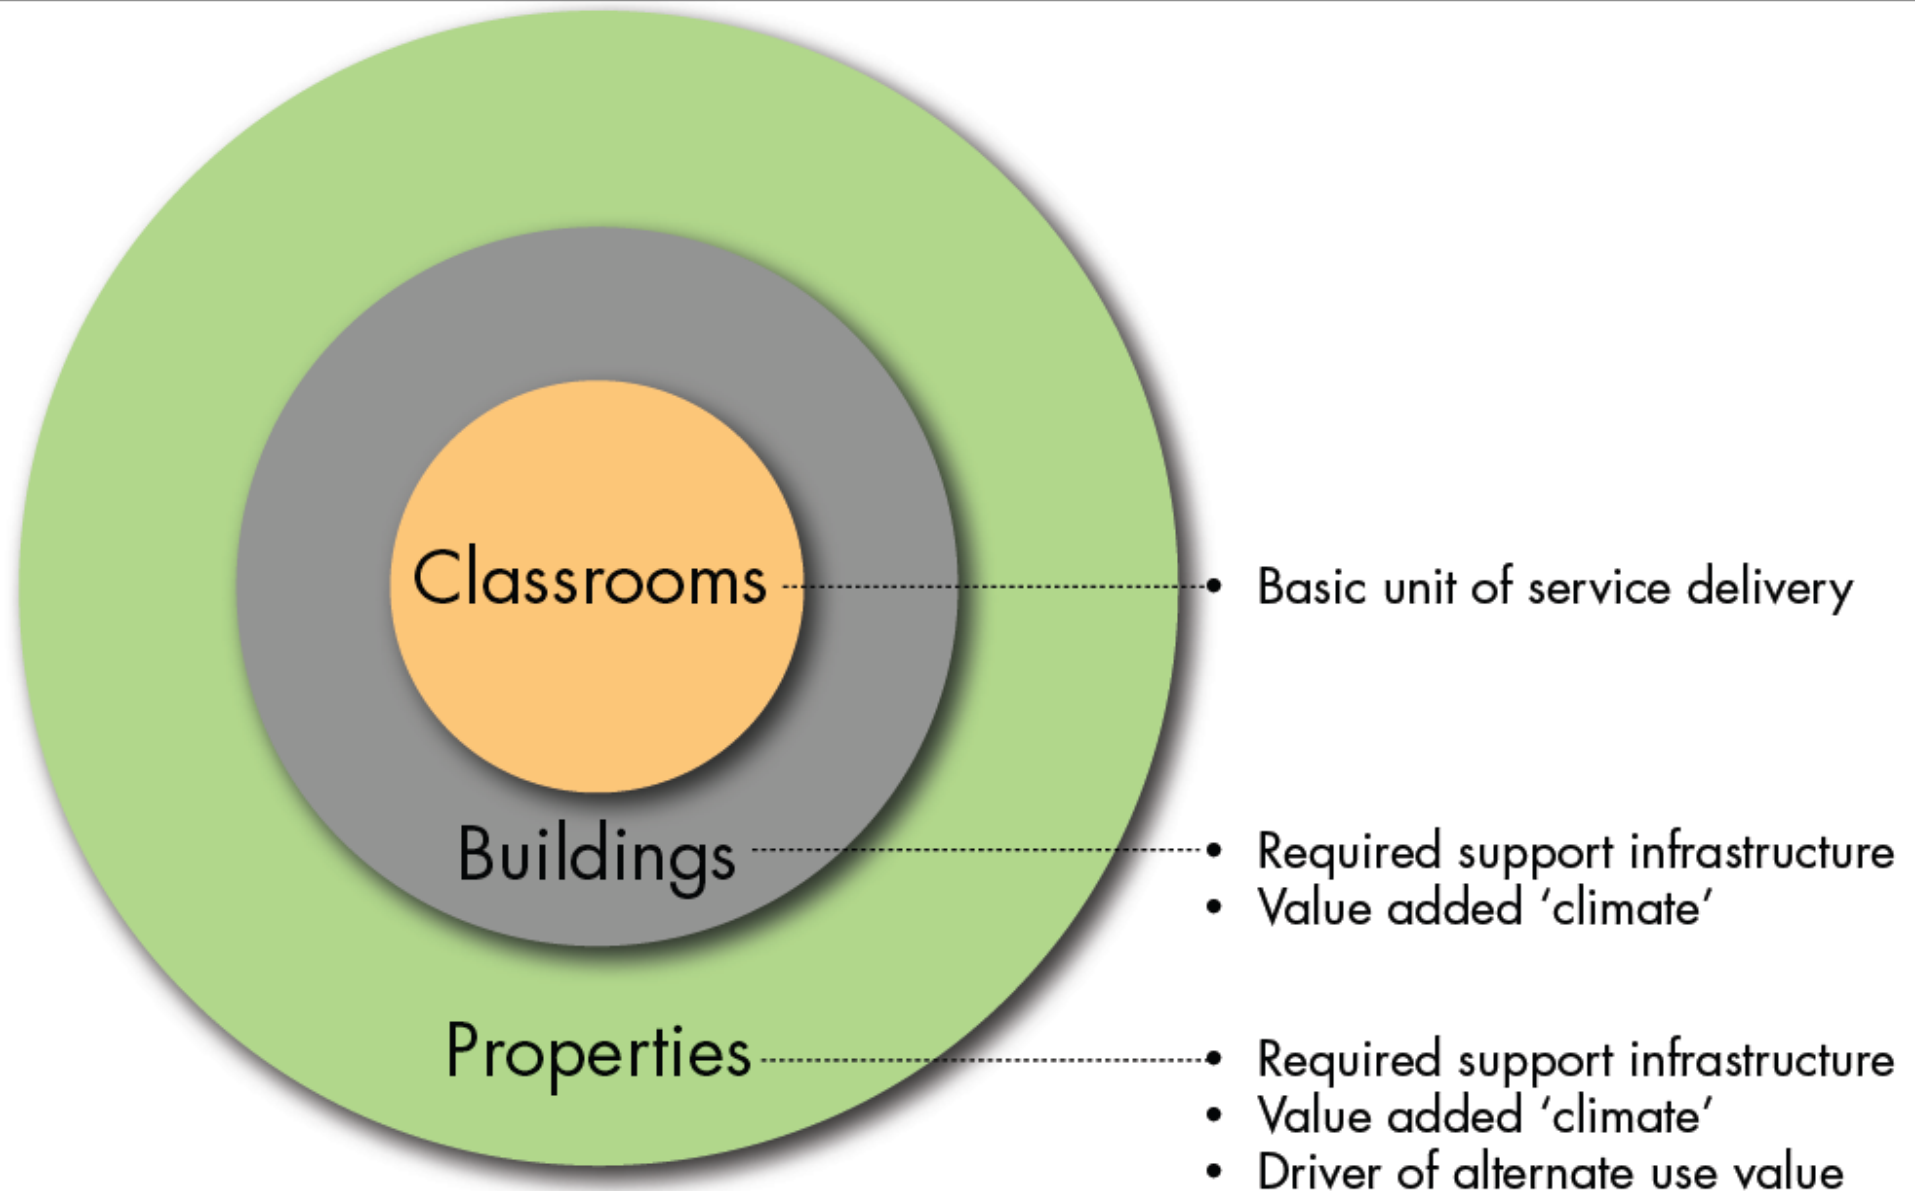 Classrooms
• Basic unit of service delivery
Buildings
• Required support infrastructure
• Value added ‘climate’
Properties
• Required support infrastructure
• Value added ‘climate’
• Driver of alternate use value